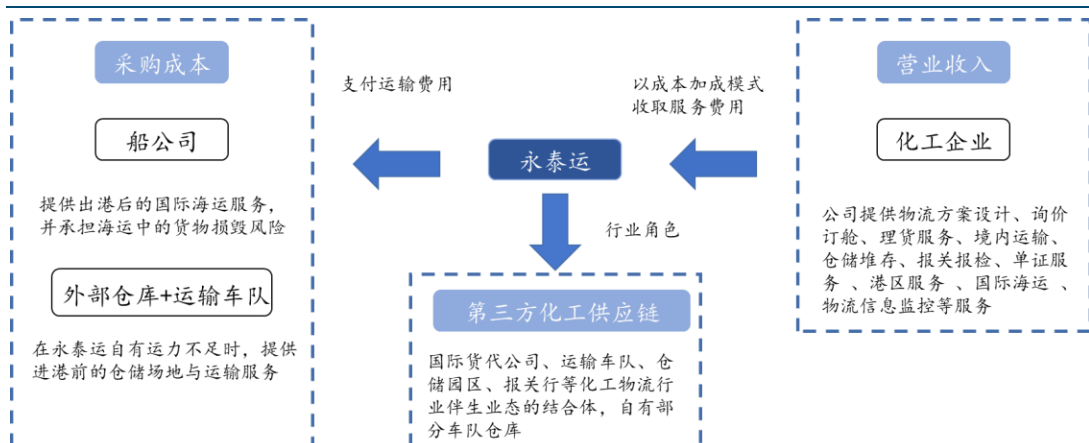 采购成本
船公司
提供出港后的国际海运服务，
并承担海运中的货物损毁风险
外部仓库+运输车队
在永泰运自有运力不足时，提供
进港前的仓储场地与运输服务
支付运输费用
永泰运
以成本加成模式
收取服务费用
行业角色
第三方化工供应链
国际货代公司、运输车队、仓
储园区、报关行等化工物流行
业伴生业态的结合体，自有部
分车队仓库
营业收入
化工企业
公司提供物流方案设计、询价
订舱、理货服务、境内运输、
仓储堆存、报关报检、单证服
务 、港区服务 、国际海运 、
物流信息监控等服务